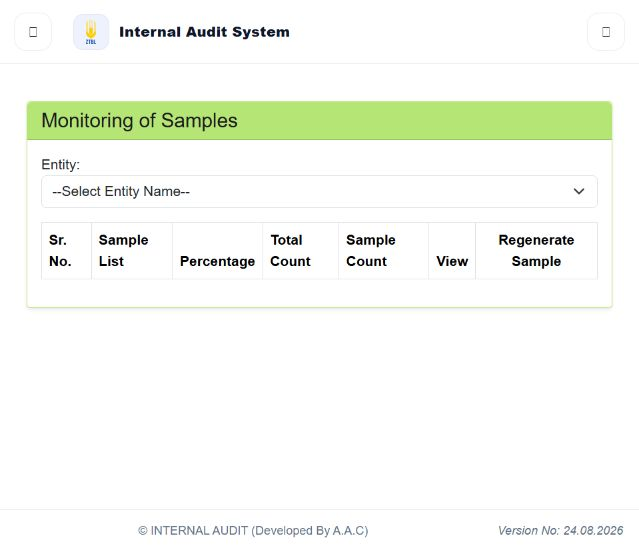 ZTBL
Internal Audit System
Monitoring of Samples
Entity:
--Select Entity Name--
Sr. No.
Sample List
Percentage
Total Count
Sample Count
View
Regenerate Sample
© INTERNAL AUDIT (Developed By A.A.C)
Version No: 24.08.2026